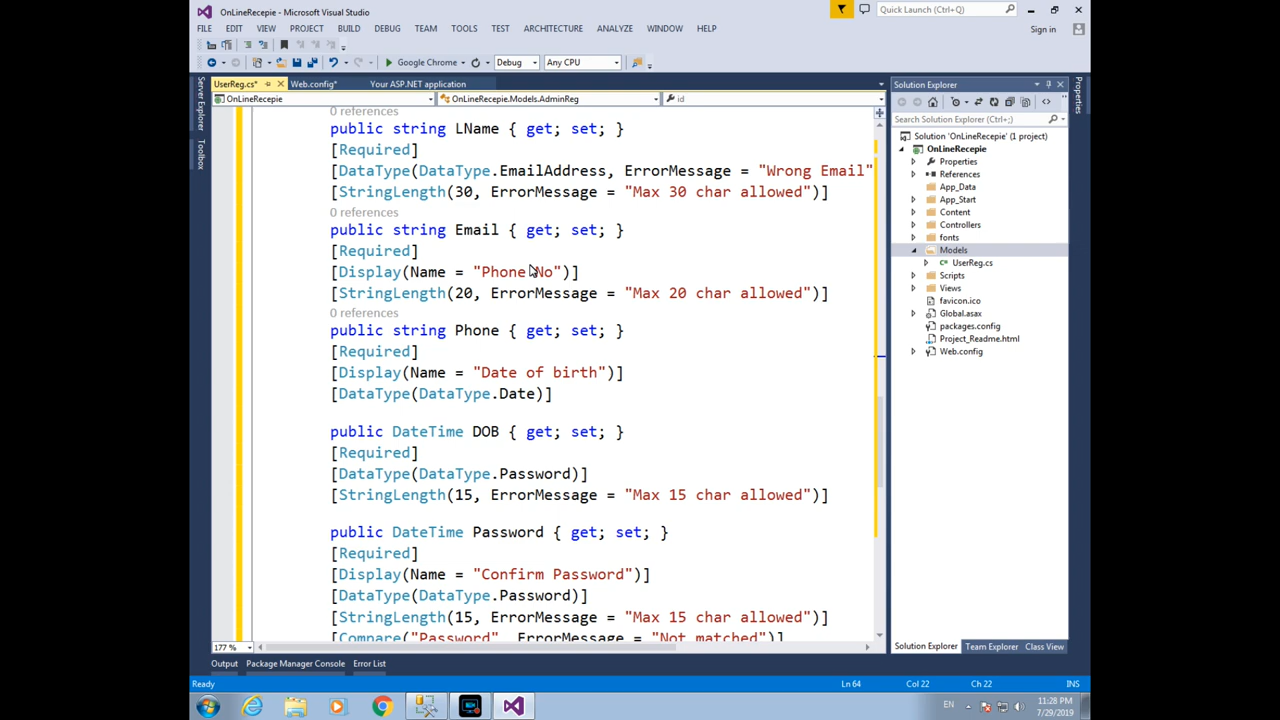 OnLineRecepie - Microsoft Visual Studio
Quick Launch (Ctrl+Q)
FILE EDIT VIEW PROJECT BUILD DEBUG TEAM TOOLS TEST ARCHITECTURE ANALYZE WINDOW HELP
Sign in
Google Chrome Debug Any CPU
UserReg.cs* Web.config* Your ASP.NET application
OnLineRecepie OnLineRecepie.Models.AdminReg id
0 references
public string LName { get; set; }
[Required]
[DataType(DataType.EmailAddress, ErrorMessage = "Wrong Email"
[StringLength(30, ErrorMessage = "Max 30 char allowed")]
0 references
public string Email { get; set; }
[Required]
[Display(Name = "Phone No")]
[StringLength(20, ErrorMessage = "Max 20 char allowed")]
0 references
public string Phone { get; set; }
[Required]
[Display(Name = "Date of birth")]
[DataType(DataType.Date)]
public DateTime DOB { get; set; }
[Required]
[DataType(DataType.Password)]
[StringLength(15, ErrorMessage = "Max 15 char allowed")]
public DateTime Password { get; set; }
[Required]
[Display(Name = "Confirm Password")]
[DataType(DataType.Password)]
[StringLength(15, ErrorMessage = "Max 15 char allowed")]
[Compare("Password", ErrorMessage = "Not matched")]
177 %
Server Explorer
Toolbox
Solution Explorer
Search Solution Explorer (Ctrl+;)
Solution 'OnLineRecepie' (1 project)
OnLineRecepie
Properties
References
App_Data
App_Start
Content
Controllers
fonts
Models
UserReg.cs
Scripts
Views
favicon.ico
Global.asax
packages.config
Project_Readme.html
Web.config
Solution Explorer Team Explorer Class View
Properties
Output Package Manager Console Error List
Ready Ln 64 Col 22 Ch 22 INS
EN
11:28 PM
7/29/2019